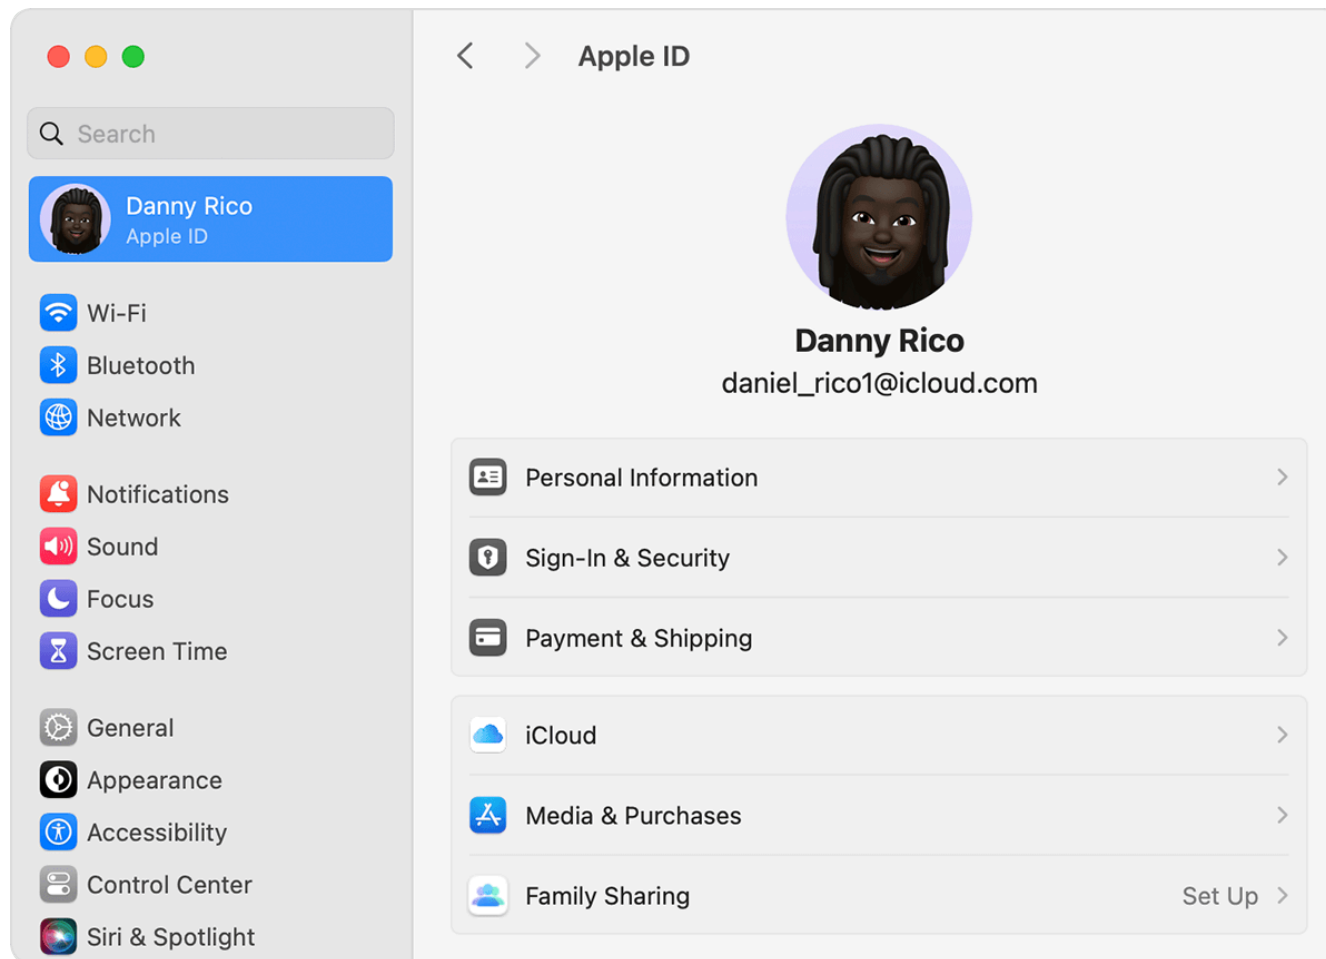 Search
Danny Rico
Apple ID
Wi-Fi
Bluetooth
Network
Notifications
Sound
Focus
Screen Time
General
Appearance
Accessibility
Control Center
Siri & Spotlight
Apple ID
Danny Rico
daniel_rico1@icloud.com
Personal Information
Sign-In & Security
Payment & Shipping
iCloud
Media & Purchases
Family Sharing Set Up